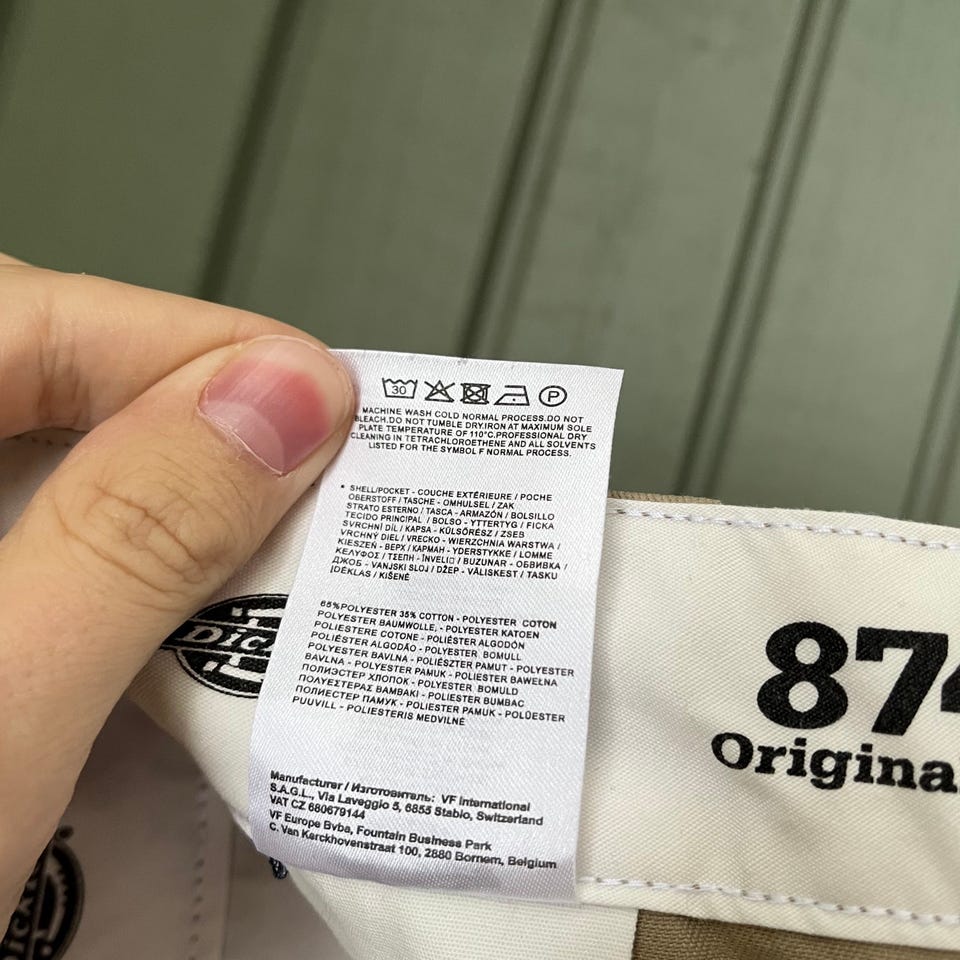 30
P
MACHINE WASH COLD NORMAL PROCESS.DO NOT
BLEACH.DO NOT TUMBLE DRY.IRON AT MAXIMUM SOLE
PLATE TEMPERATURE OF 110°C.PROFESSIONAL DRY
CLEANING IN TETRACHLOROETHENE AND ALL SOLVENTS
LISTED FOR THE SYMBOL F NORMAL PROCESS.
* SHELL/POCKET - COUCHE EXTÉRIEURE / POCHE
OBERSTOFF / TASCHE - OMHULSEL / ZAK
STRATO ESTERNO / TASCA - ARMAZÓN / BOLSILLO
TECIDO PRINCIPAL / BOLSO - YTTERTYG / FICKA
SVRCHNÍ DÍL / KAPSA - KÜLSŐRÉSZ / ZSEB
VRCHNÝ DIEL / VRECKO - WIERZCHNIA WARSTWA /
KIESZEŃ - ВЕРХ / КАРМАН - YDERSTYKKE / LOMME
ΚΕΛΥΦΟΣ / ΤΣΕΠΗ - ÎNVELI / BUZUNAR - ОБВИВКА /
ДЖОБ - VANJSKI SLOJ / DŽEP - VÄLISKEST / TASKU
ĮDĖKLAS / KIŠENĖ
65%POLYESTER 35% COTTON - POLYESTER COTON
POLYESTER BAUMWOLLE, - POLYESTER KATOEN
POLIESTERE COTONE - POLIÉSTER ALGODÓN
POLIÉSTER ALGODÃO - POLYESTER BOMULL
POLYESTER BAVLNA - POLIÉSZTER PAMUT - POLYESTER
BAVLNA - POLYESTER PAMUK - POLIESTER BAWEŁNA
ПОЛИЭСТЕР ХЛОПОК - POLYESTER BOMULD
ΠΟΛΥΕΣΤΕΡΑΣ ΒΑΜΒΑΚΙ - POLIESTER BUMBAC
ПОЛИЕСТЕР ПАМУК - POLIESTER PAMUK - POLÜESTER
PUUVILL - POLIESTERIS MEDVILNĖ
Manufacturer / Изготовитель: VF International
S.A.G.L., Via Laveggio 5, 6855 Stabio, Switzerland
VAT CZ 680679144
VF Europe Bvba, Fountain Business Park
C. Van Kerckhovenstraat 100, 2880 Bornem, Belgium
874
Origina